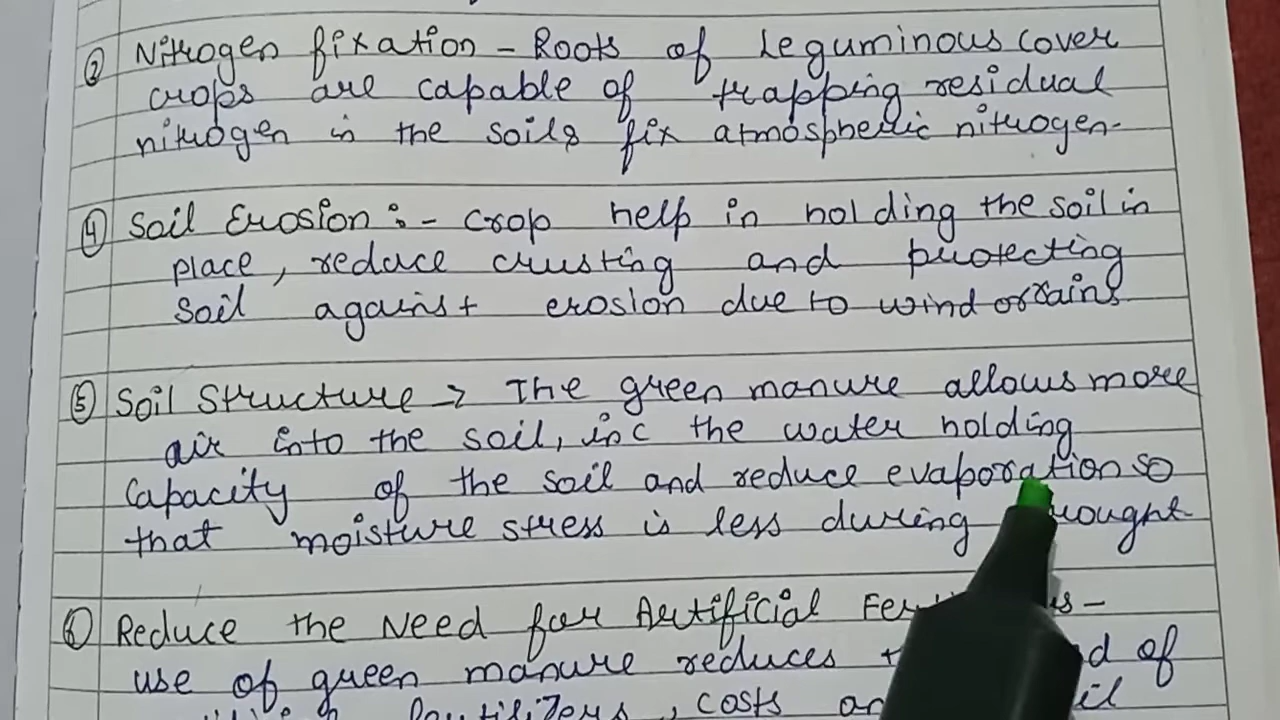 ③ Nitrogen fixation - Roots of Leguminous cover
crops are capable of trapping residual
nitrogen in the soil & fix atmospheric nitrogen-
④ Soil Erosion :- Crop help in holding the soil in
place, reduce crusting and protecting
Soil against erosion due to wind or rains
⑤ Soil Structure → The green manure allows more
air into the soil, inc the water holding
Capacity of the soil and reduce evaporation so
that moisture stress is less during
⑥ Reduce the Need for Artificial
use of green manure reduces of
costs